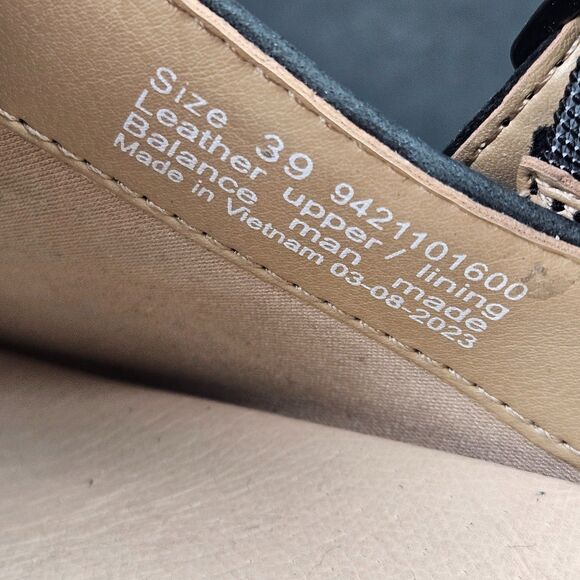 Size 39 9421101600
Leather upper / lining
Balance man made
Made in Vietnam 03-08-2023